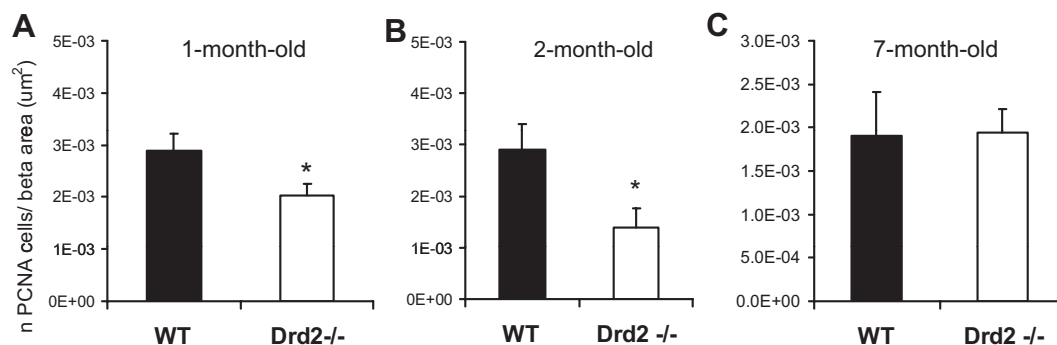 A
1-month-old
n PCNA cells/ beta area (um²)
5E-03
4E-03
3E-03
2E-03
1E-03
0E+00
*
WT
Drd2-/-
B
2-month-old
5E-03
4E-03
3E-03
2E-03
1E-03
0E+00
*
WT
Drd2 -/-
C
7-month-old
3.0E-03
2.5E-03
2.0E-03
1.5E-03
1.0E-03
5.0E-04
0.0E+00
WT
Drd2 -/-